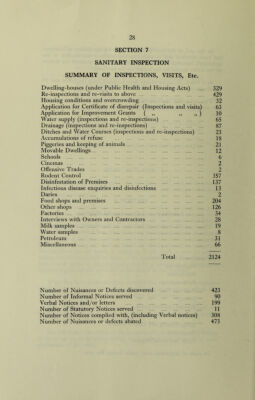 28
SECTION 7
SANITARY INSPECTION
SUMMARY OF INSPECTIONS, VISITS, Etc.
Dwelling-houses (under Public Health and Housing Acts) 329
Re-inspections and re-visits to above 429
Housing conditions and overcrowding 32
Application for Certificate of disrepair (Inspections and visits) 63
Application for Improvement Grants ( „ „ „ ) 10
Water supply (inspections and re-inspections) 65
Drainage (inspections and re-inspections) 87
Ditches and Water Courses (inspections and re-inspections) 23
Accumulations of refuse 18
Piggeries and keeping of animals 21
Movable Dwellings 12
Schools 6
Cinemas 2
Offensive Trades 2
Rodent Control 357
Disinfestation of Premises 137
Infectious disease enquiries and disinfections 13
Dairies 2
Food shops and premises 204
Other shops 126
Factories 34
Interviews with Owners and Contractors 28
Milk samples 19
Water samples 8
Petroleum 31
Miscellaneous 66
Total 2124
Number of Nuisances or Defects discovered 421
Number of Informal Notices served 90
Verbal Notices and/or letters 199
Number of Statutory Notices served 11
Number of Notices complied with, (including Verbal notices) 308
Number of Nuisances or defects abated 473